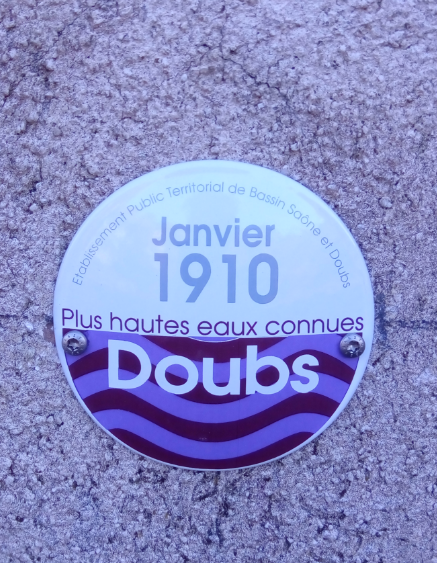 Etablissement Public Territorial de Bassin Saône et Doubs
Janvier
1910
Plus hautes eaux connues
Doubs